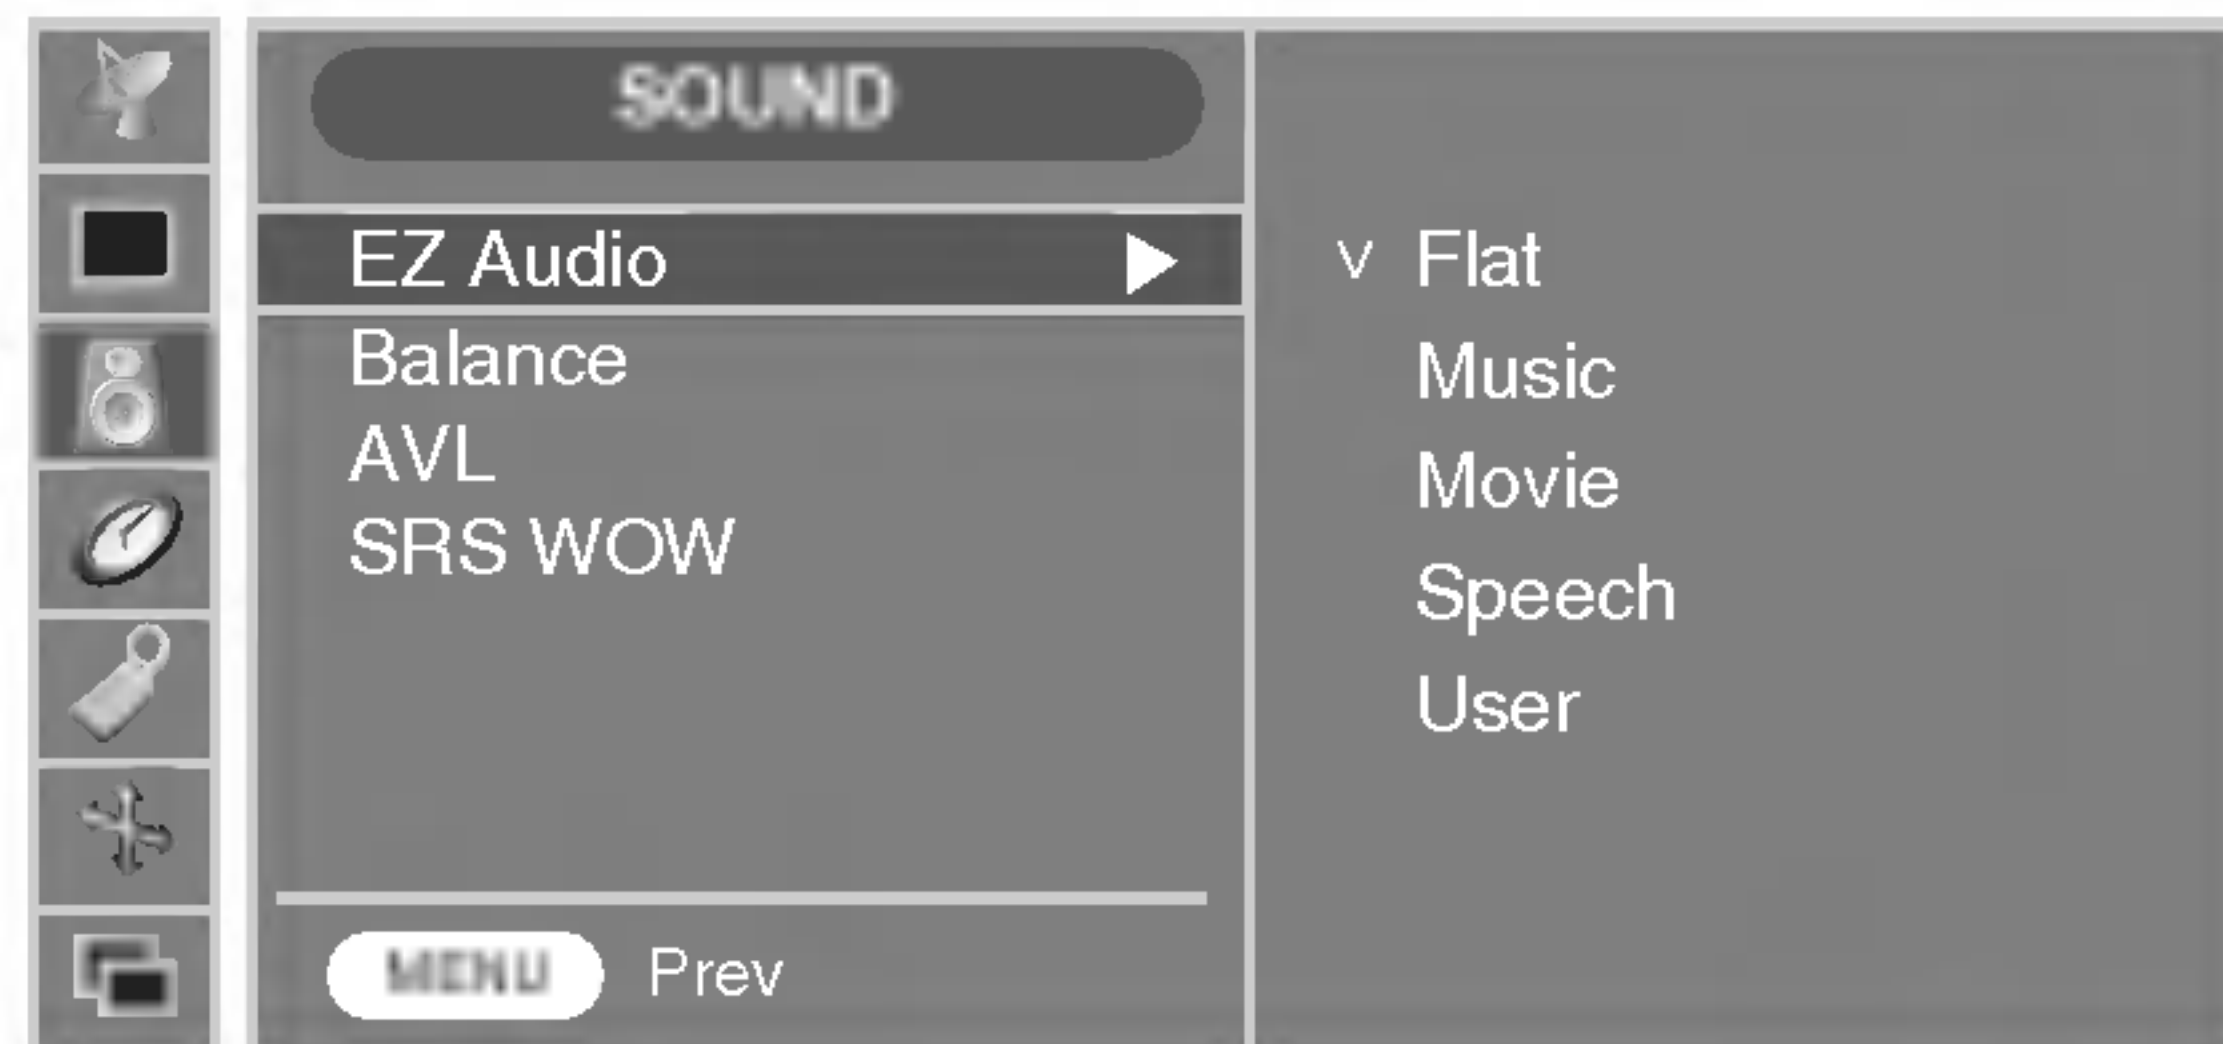 SOUND
EZ Audio ▶
Balance
AVL
SRS WOW
MENU Prev
v Flat
Music
Movie
Speech
User